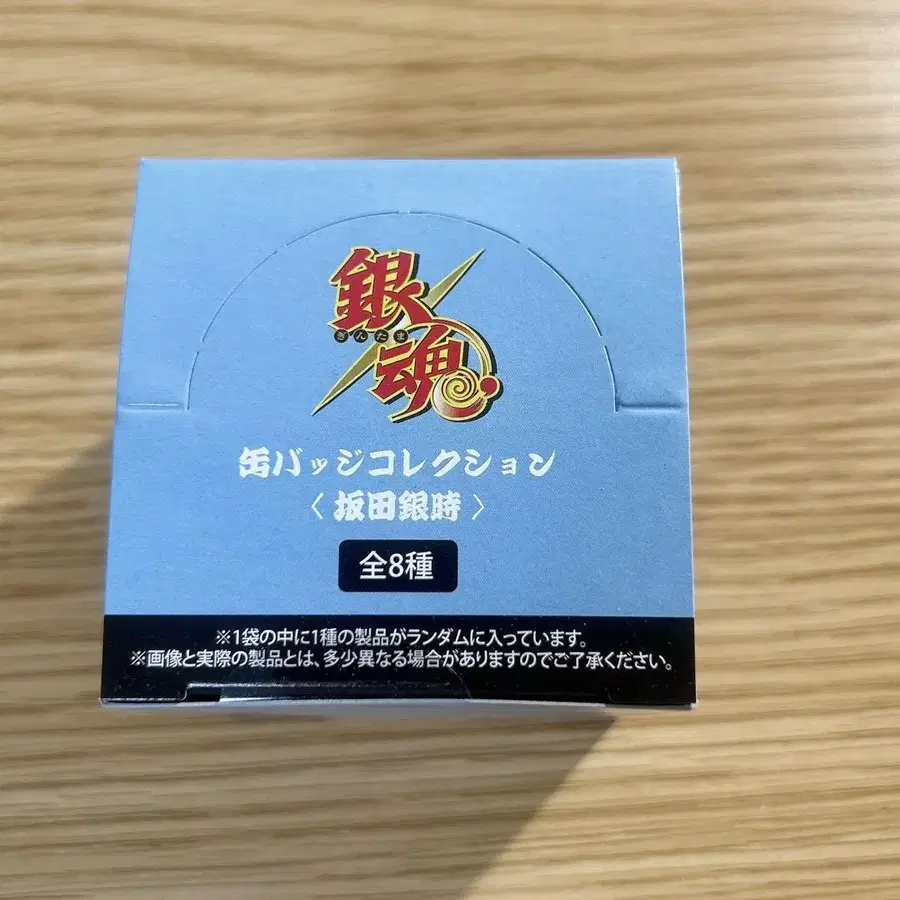 銀
ぎんたま
魂
缶バッジコレクション
〈坂田銀時〉
全8種
※1袋の中に1種の製品がランダムに入っています。
※画像と実際の製品とは、多少異なる場合がありますのでご了承ください。